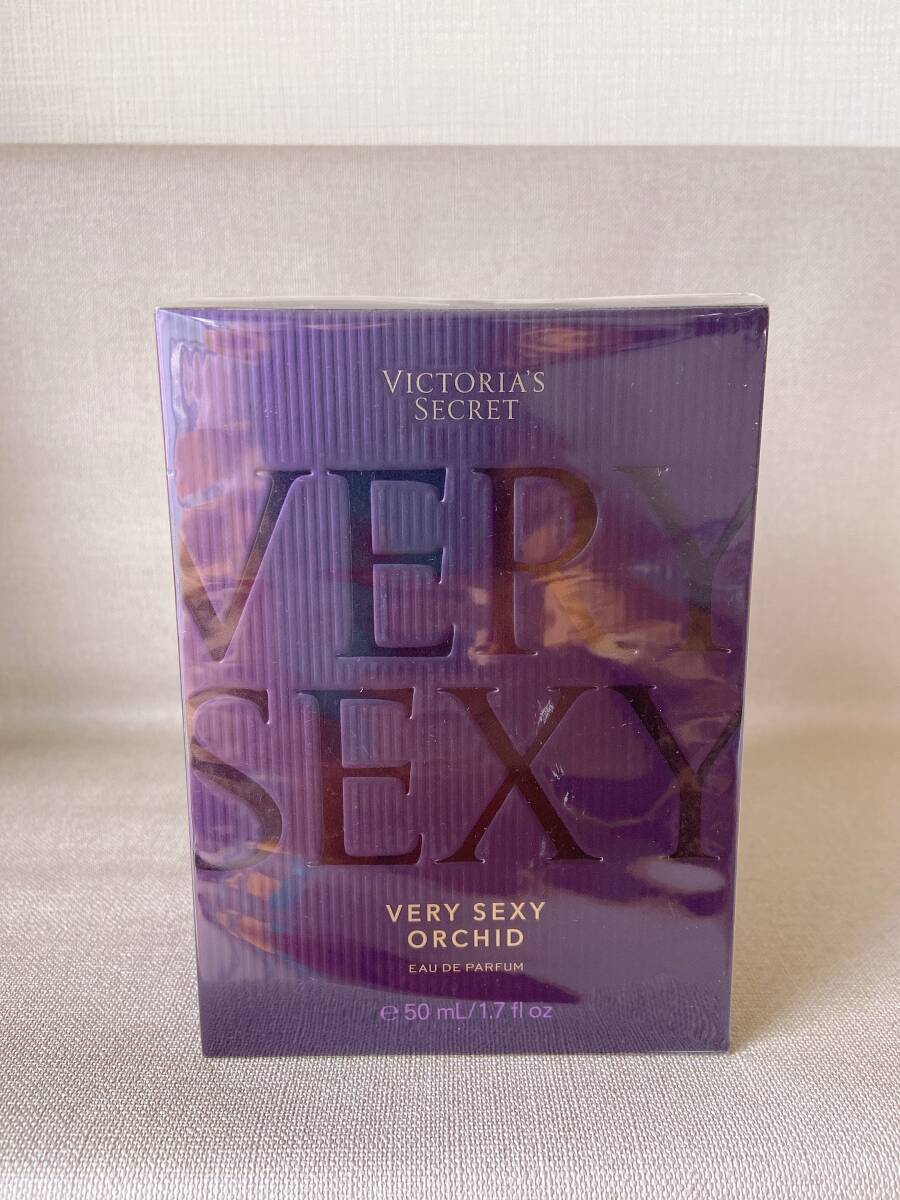 VICTORIA'S
SECRET
VERY
SEXY
VERY SEXY
ORCHID
EAU DE PARFUM
℮ 50 mL/1.7 fl oz